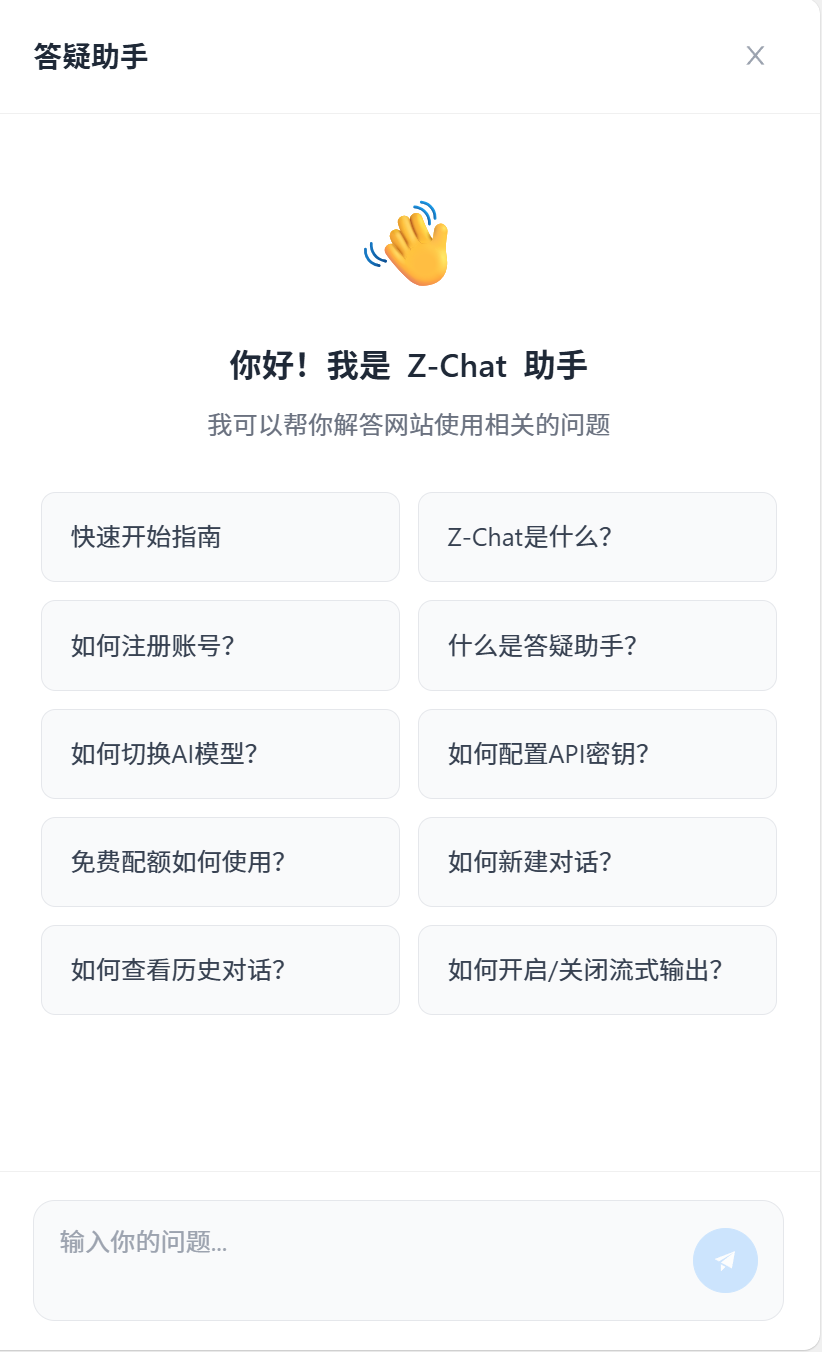 答疑助手
你好！我是 Z-Chat 助手
我可以帮你解答网站使用相关的问题
快速开始指南
Z-Chat是什么？
如何注册账号？
什么是答疑助手？
如何切换AI模型？
如何配置API密钥？
免费配额如何使用？
如何新建对话？
如何查看历史对话？
如何开启/关闭流式输出？
输入你的问题...